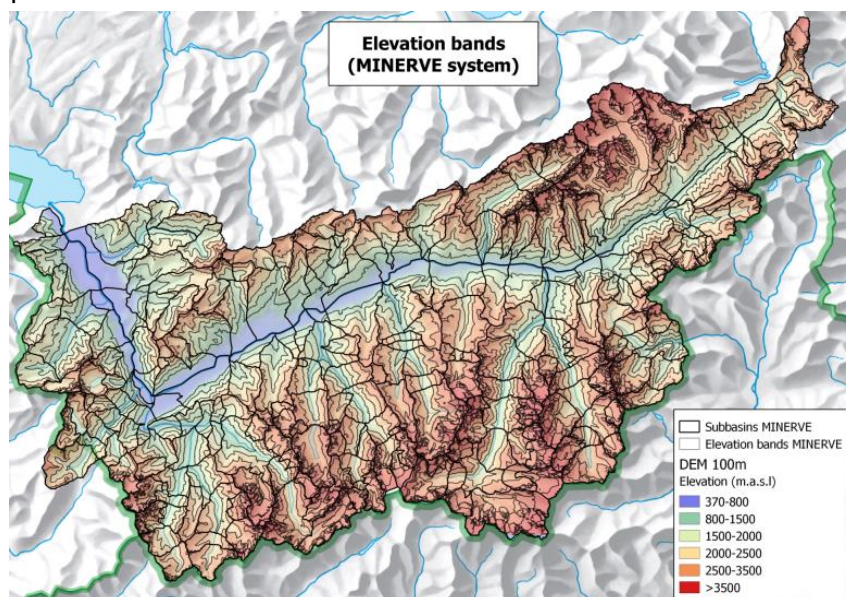 Elevation bands
(MINERVE system)
Subbasins MINERVE
Elevation bands MINERVE
DEM 100m
Elevation (m.a.s.l)
370-800
800-1500
1500-2000
2000-2500
2500-3500
>3500